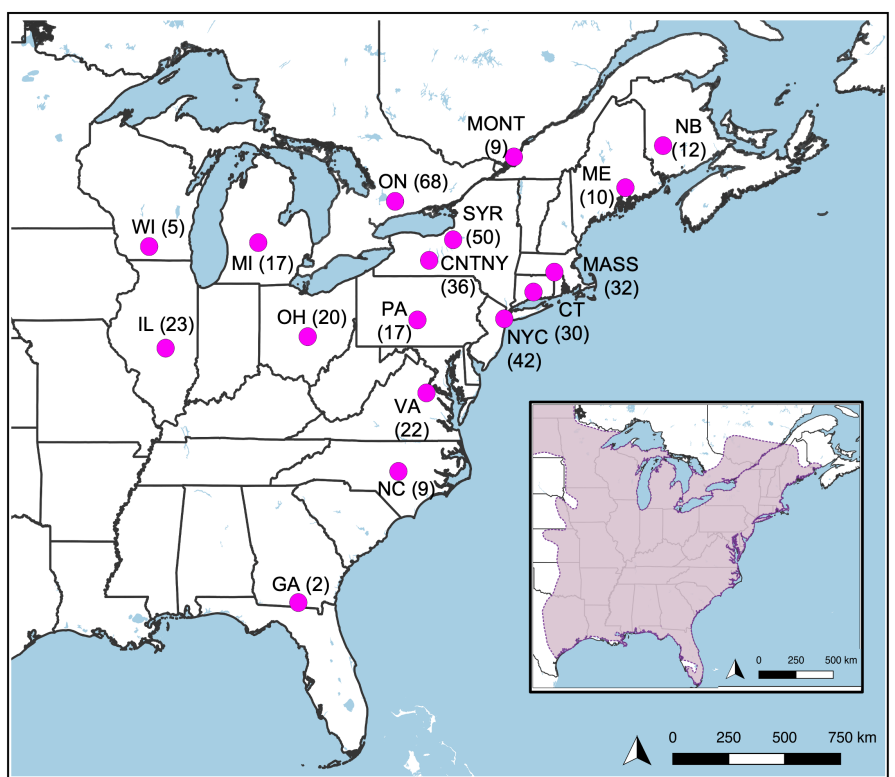 MONT
(9)
NB
(12)
ME
(10)
ON (68)
SYR
(50)
WI (5)
MI (17)
CNTNY
(36)
MASS
(32)
CT
(30)
IL (23)
OH (20)
PA
(17)
NYC
(42)
VA
(22)
NC (9)
GA (2)
0 250 500 km
0 250 500 750 km